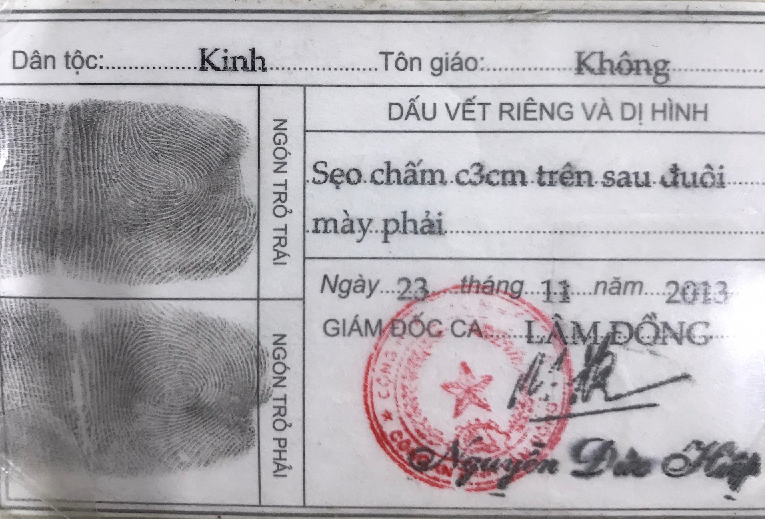 Dân tộc: Kinh Tôn giáo: Không
NGÓN TRỎ TRÁI
NGÓN TRỎ PHẢI
DẤU VẾT RIÊNG VÀ DỊ HÌNH
Sẹo chấm c3cm trên sau đuôi
mày phải
Ngày 23 tháng 11 năm 2013
GIÁM ĐỐC CA LÂM ĐỒNG
Nguyễn Đức Hiệp